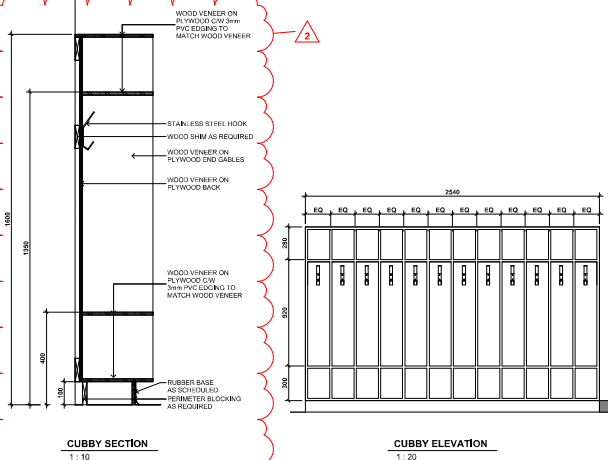 WOOD VENEER ON
PLYWOOD C/W 3mm
PVC EDGING TO
MATCH WOOD VENEER
2
STAINLESS STEEL HOOK
WOOD SHIM AS REQUIRED
WOOD VENEER ON
PLYWOOD END GABLES
WOOD VENEER ON
PLYWOOD BACK
1600
1350
WOOD VENEER ON
PLYWOOD C/W
3mm PVC EDGING TO
MATCH WOOD VENEER
400
100
RUBBER BASE
AS SCHEDULED
PERIMETER BLOCKING
AS REQUIRED
CUBBY SECTION
1 : 10
2540
EQ EQ EQ EQ EQ EQ EQ EQ EQ EQ EQ
280
920
300
CUBBY ELEVATION
1 : 20